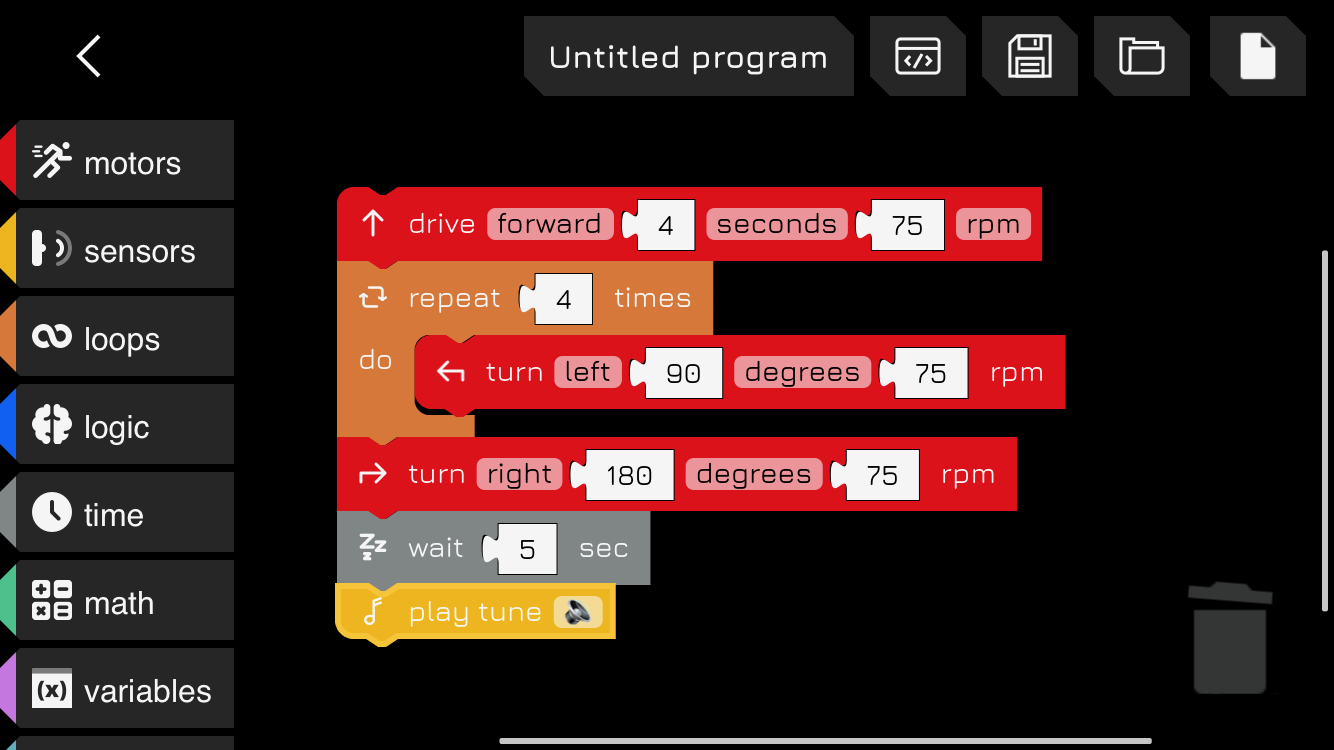 Untitled program
motors
sensors
loops
logic
time
math
(x) variables
drive forward 4 seconds 75 rpm
repeat 4 times
do turn left 90 degrees 75 rpm
turn right 180 degrees 75 rpm
zzz wait 5 sec
play tune